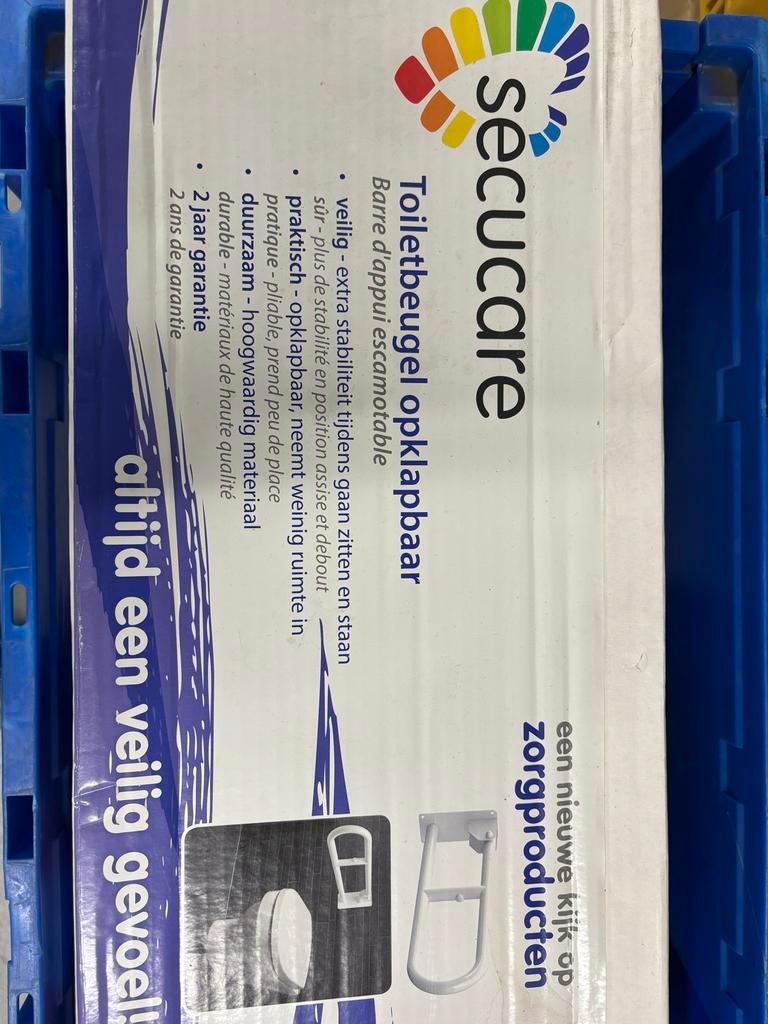 secucare
een nieuwe kijk op
zorgproducten
Toiletbeugel opklapbaar
Barre d'appui escamotable
• veilig - extra stabiliteit tijdens gaan zitten en staan
sûr - plus de stabilité en position assise et debout
• praktisch - opklapbaar, neemt weinig ruimte in
pratique - pliable, prend peu de place
• duurzaam - hoogwaardig materiaal
durable - matériaux de haute qualité
• 2 jaar garantie
2 ans de garantie
altijd een veilig gevoel!